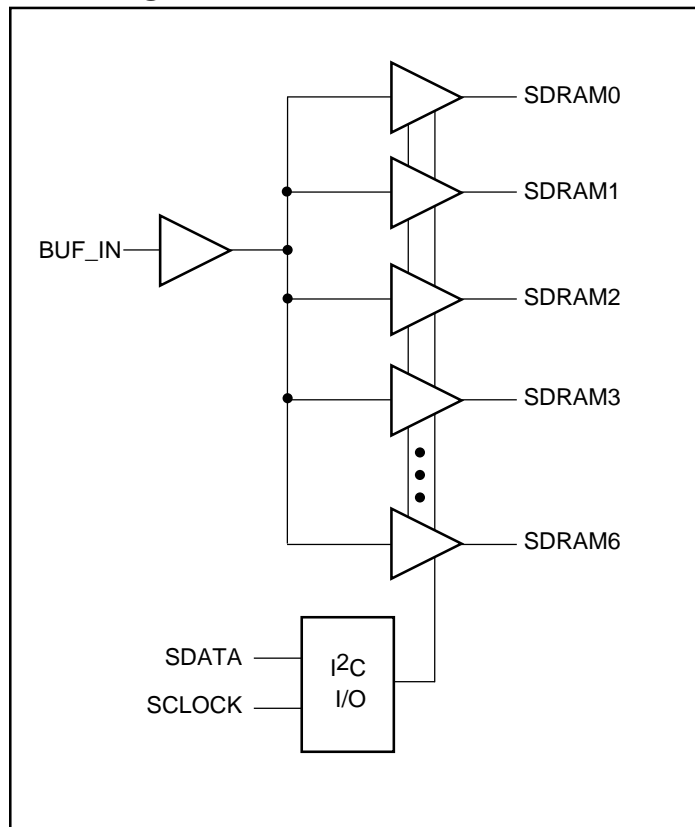 SDRAM0
SDRAM1
BUF_IN
SDRAM2
SDRAM3
SDRAM6
SDATA
SCLOCK
I2C
I/O